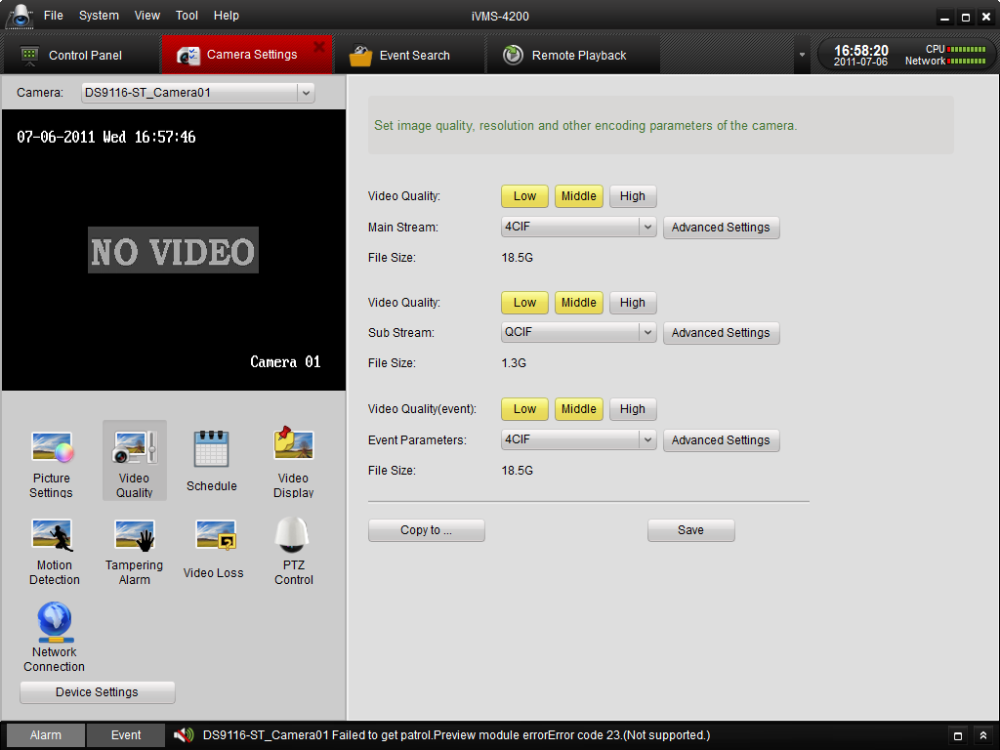 File System View Tool Help
iVMS-4200
Control Panel
Camera Settings
Event Search
Remote Playback
16:58:20
2011-07-06
CPU
Network
Camera:
DS9116-ST_Camera01
07-06-2011 Wed 16:57:46
NO VIDEO
Camera 01
Picture
Settings
Video
Quality
Schedule
Video
Display
Motion
Detection
Tampering
Alarm
Video Loss
PTZ
Control
Network
Connection
Device Settings
Set image quality, resolution and other encoding parameters of the camera.
Video Quality: Low Middle High
Main Stream: 4CIF Advanced Settings
File Size: 18.5G
Video Quality: Low Middle High
Sub Stream: QCIF Advanced Settings
File Size: 1.3G
Video Quality(event): Low Middle High
Event Parameters: 4CIF Advanced Settings
File Size: 18.5G
Copy to ... Save
Alarm Event DS9116-ST_Camera01 Failed to get patrol.Preview module errorError code 23.(Not supported.)